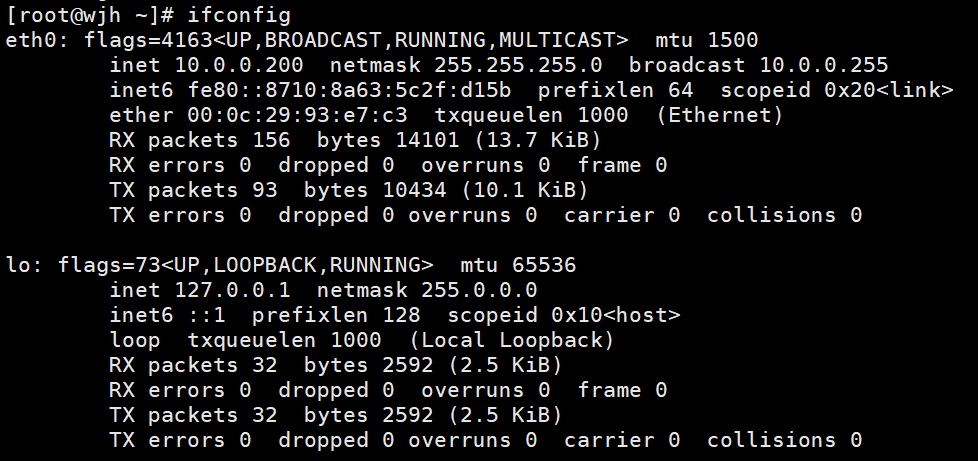 [root@wjh ~]# ifconfig
eth0: flags=4163<UP,BROADCAST,RUNNING,MULTICAST>  mtu 1500
        inet 10.0.0.200  netmask 255.255.255.0  broadcast 10.0.0.255
        inet6 fe80::8710:8a63:5c2f:d15b  prefixlen 64  scopeid 0x20<link>
        ether 00:0c:29:93:e7:c3  txqueuelen 1000  (Ethernet)
        RX packets 156  bytes 14101 (13.7 KiB)
        RX errors 0  dropped 0  overruns 0  frame 0
        TX packets 93  bytes 10434 (10.1 KiB)
        TX errors 0  dropped 0 overruns 0  carrier 0  collisions 0

lo: flags=73<UP,LOOPBACK,RUNNING>  mtu 65536
        inet 127.0.0.1  netmask 255.0.0.0
        inet6 ::1  prefixlen 128  scopeid 0x10<host>
        loop  txqueuelen 1000  (Local Loopback)
        RX packets 32  bytes 2592 (2.5 KiB)
        RX errors 0  dropped 0  overruns 0  frame 0
        TX packets 32  bytes 2592 (2.5 KiB)
        TX errors 0  dropped 0 overruns 0  carrier 0  collisions 0